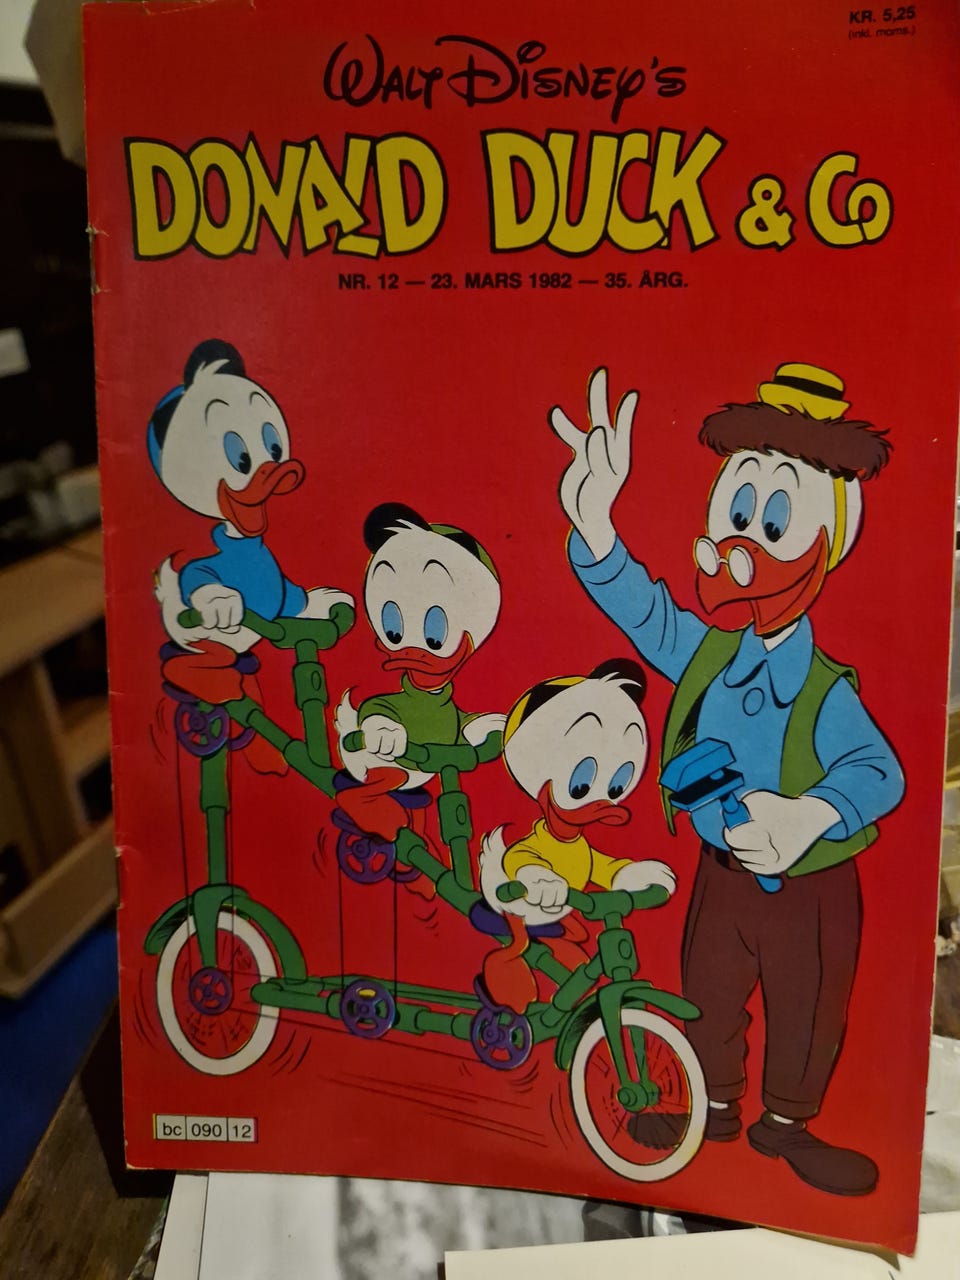 KR. 5,25
(inkl. moms.)
WALT DISNEY'S
DONALD DUCK & Co
NR. 12 — 23. MARS 1982 — 35. ÅRG.
bc 090 12